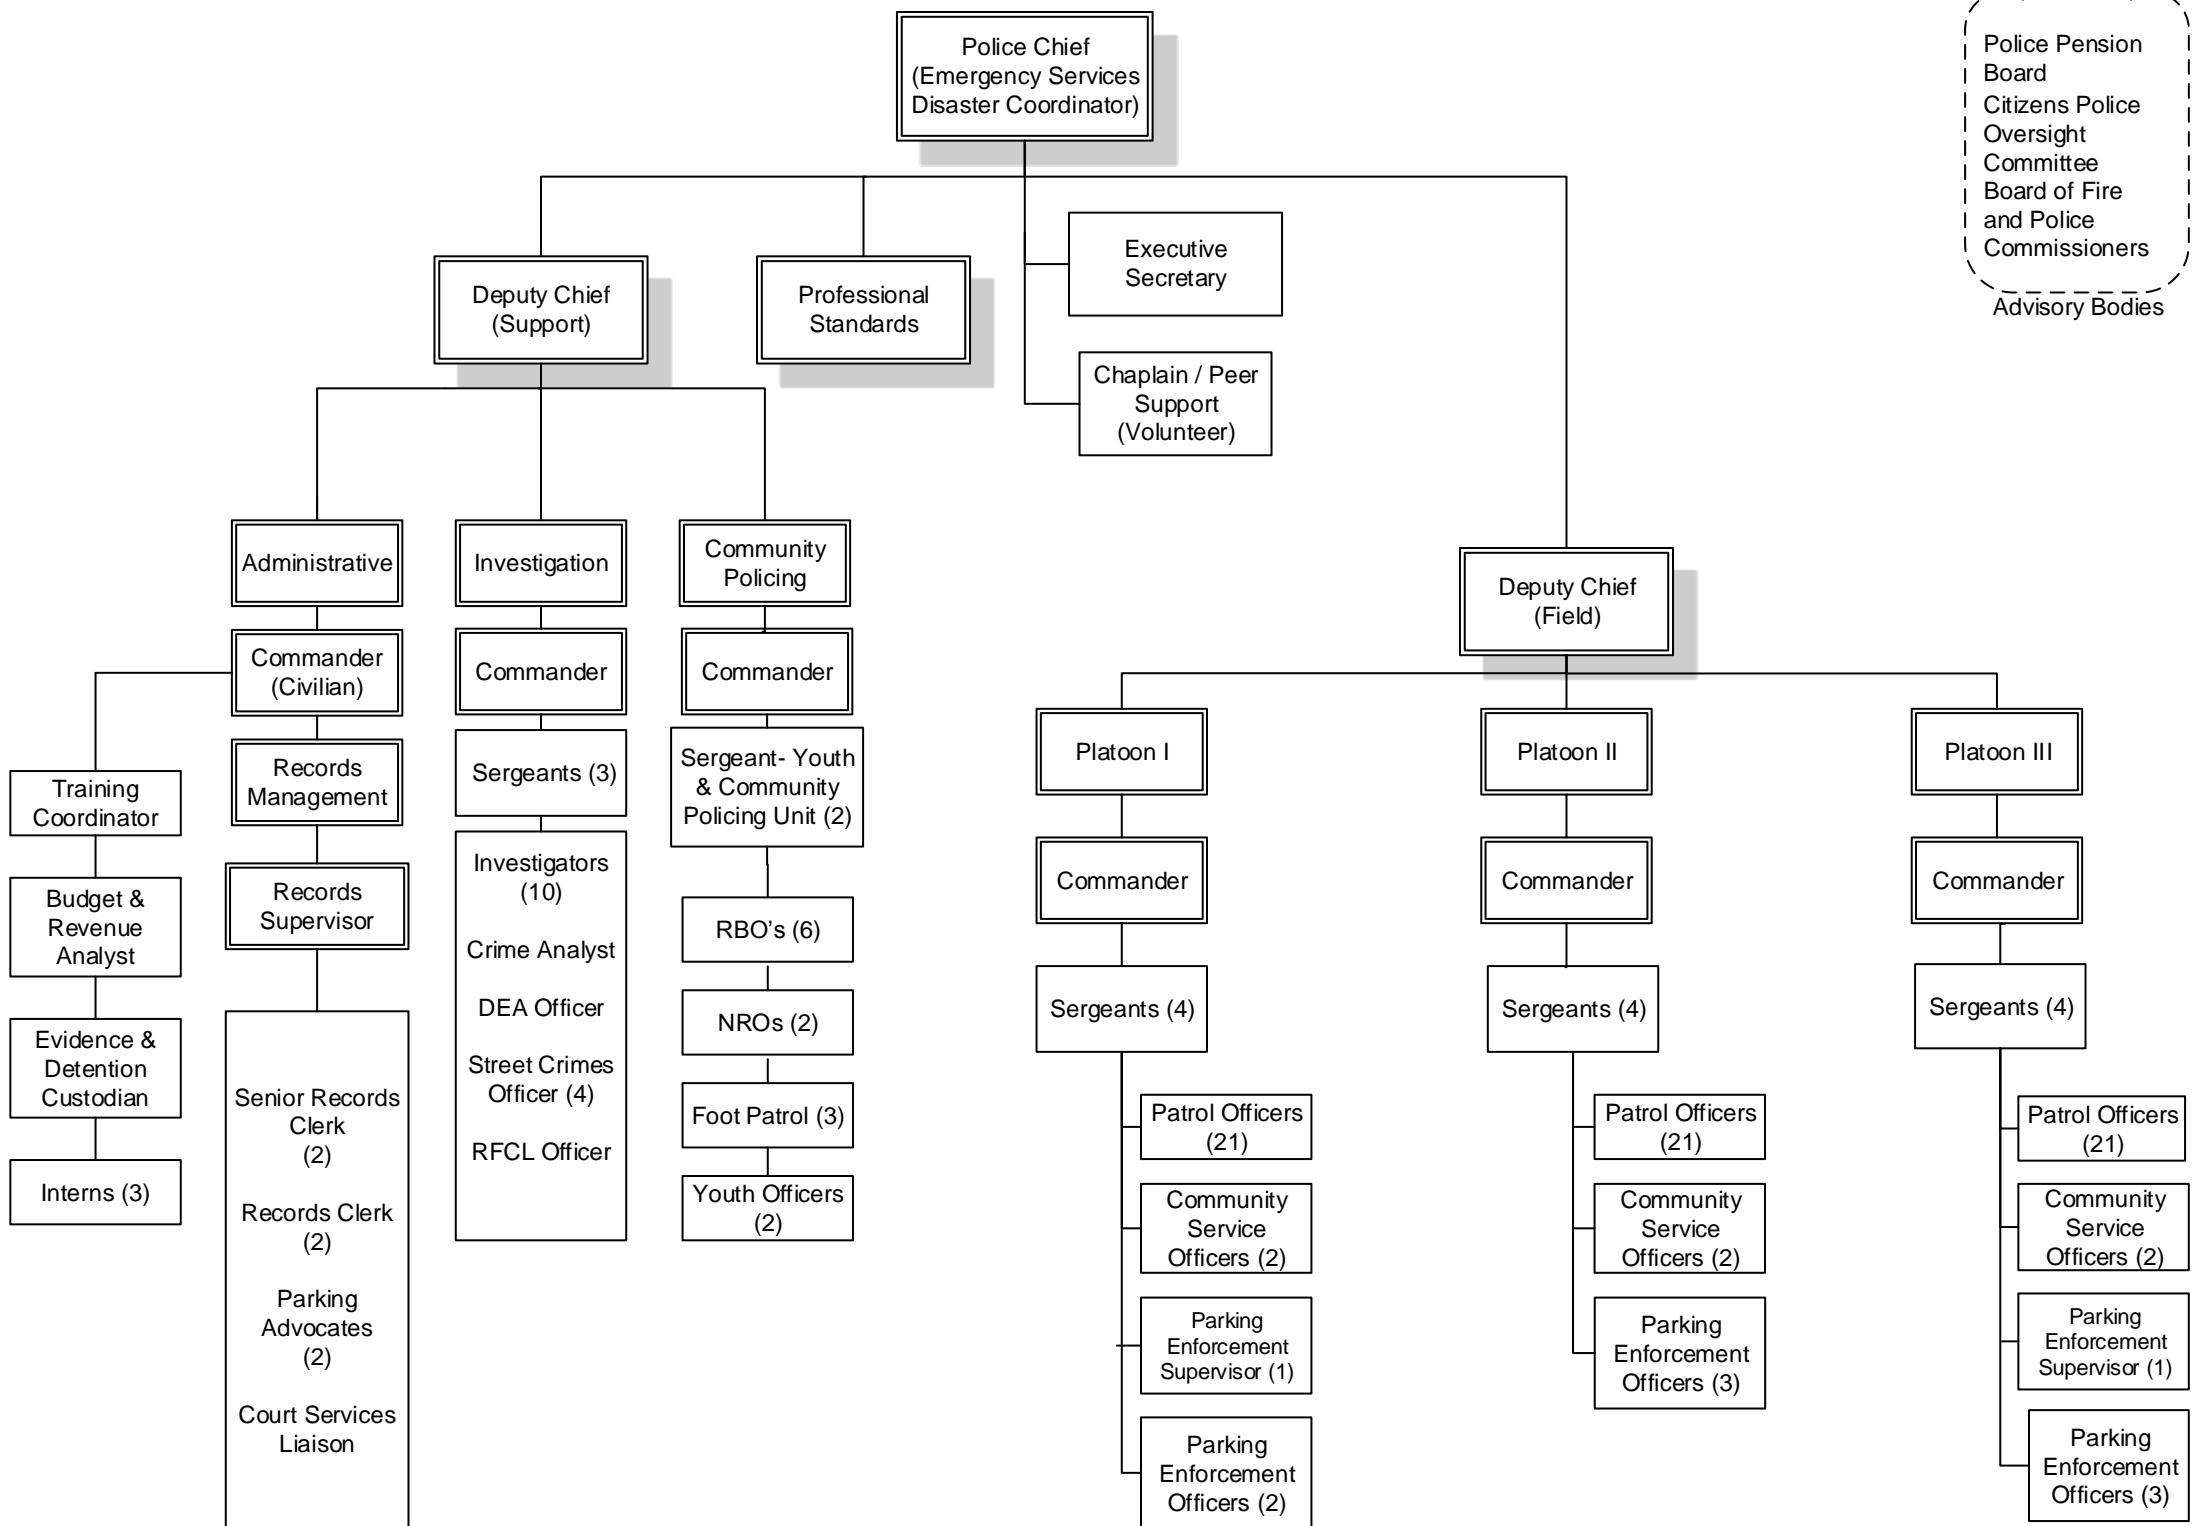 Police Chief
(Emergency Services
Disaster Coordinator)
Police Pension
Board
Citizens Police
Oversight
Committee
Board of Fire
and Police
Commissioners
Advisory Bodies
Executive
Secretary
Chaplain / Peer
Support
(Volunteer)
Deputy Chief
(Support)
Professional
Standards
Administrative
Investigation
Community
Policing
Commander
(Civilian)
Commander
Commander
Training
Coordinator
Budget &
Revenue
Analyst
Evidence &
Detention
Custodian
Interns (3)
Records
Management
Records
Supervisor
Senior Records
Clerk
(2)
Records Clerk
(2)
Parking
Advocates
(2)
Court Services
Liaison
Sergeants (3)
Investigators
(10)
Crime Analyst
DEA Officer
Street Crimes
Officer (4)
RFCL Officer
Sergeant- Youth
& Community
Policing Unit (2)
RBO’s (6)
NROs (2)
Foot Patrol (3)
Youth Officers
(2)
Deputy Chief
(Field)
Platoon I
Commander
Sergeants (4)
Patrol Officers
(21)
Community
Service
Officers (2)
Parking
Enforcement
Supervisor (1)
Parking
Enforcement
Officers (2)
Platoon II
Commander
Sergeants (4)
Patrol Officers
(21)
Community
Service
Officers (2)
Parking
Enforcement
Officers (3)
Platoon III
Commander
Sergeants (4)
Patrol Officers
(21)
Community
Service
Officers (2)
Parking
Enforcement
Supervisor (1)
Parking
Enforcement
Officers (3)